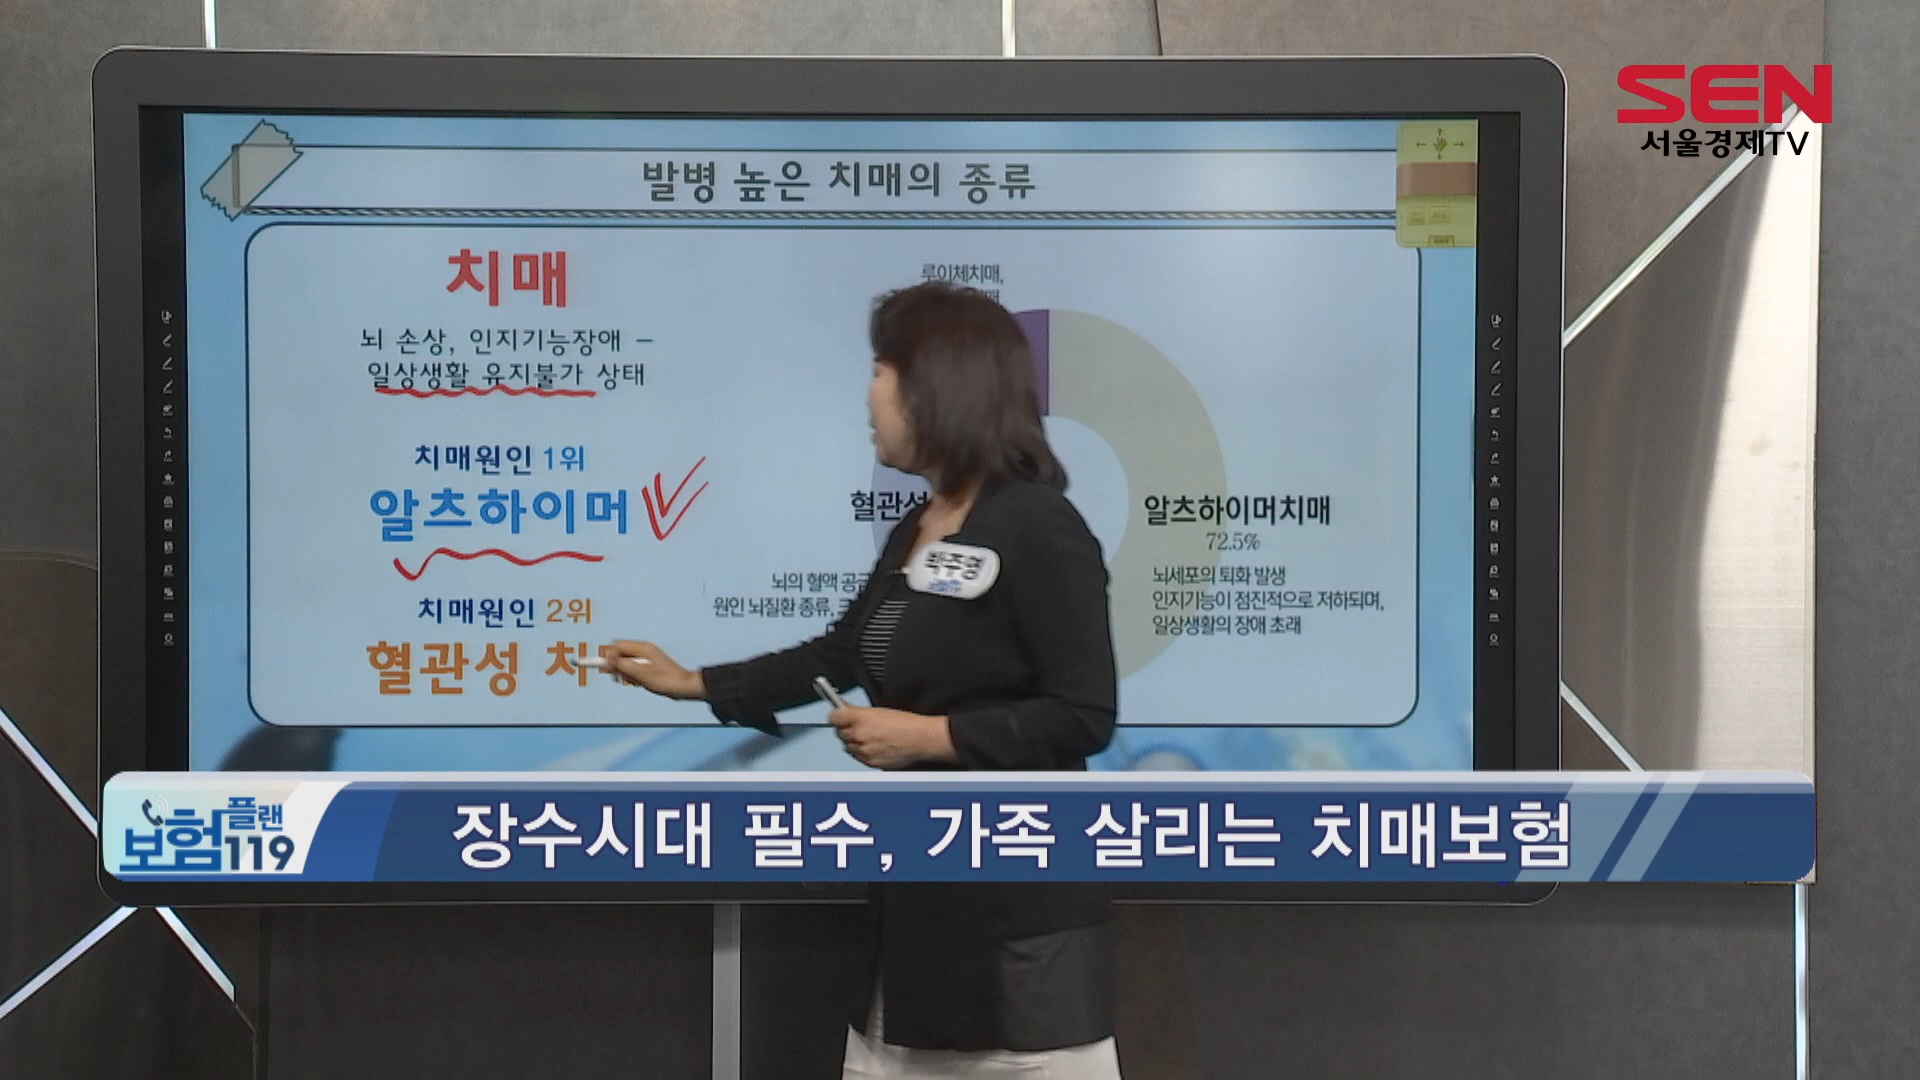 SEN
서울경제TV
발병 높은 치매의 종류
치매
뇌 손상, 인지기능장애 –
일상생활 유지불가 상태
치매원인 1위
알츠하이머
치매원인 2위
혈관성
루이체치매,
뇌의 혈액
원인 뇌질환 종류,
알츠하이머치매
72.5%
뇌세포의 퇴화 발생
인지기능이 점진적으로 저하되며,
일상생활의 장애 초래
박주영
보험플랜119
장수시대 필수, 가족 살리는 치매보험